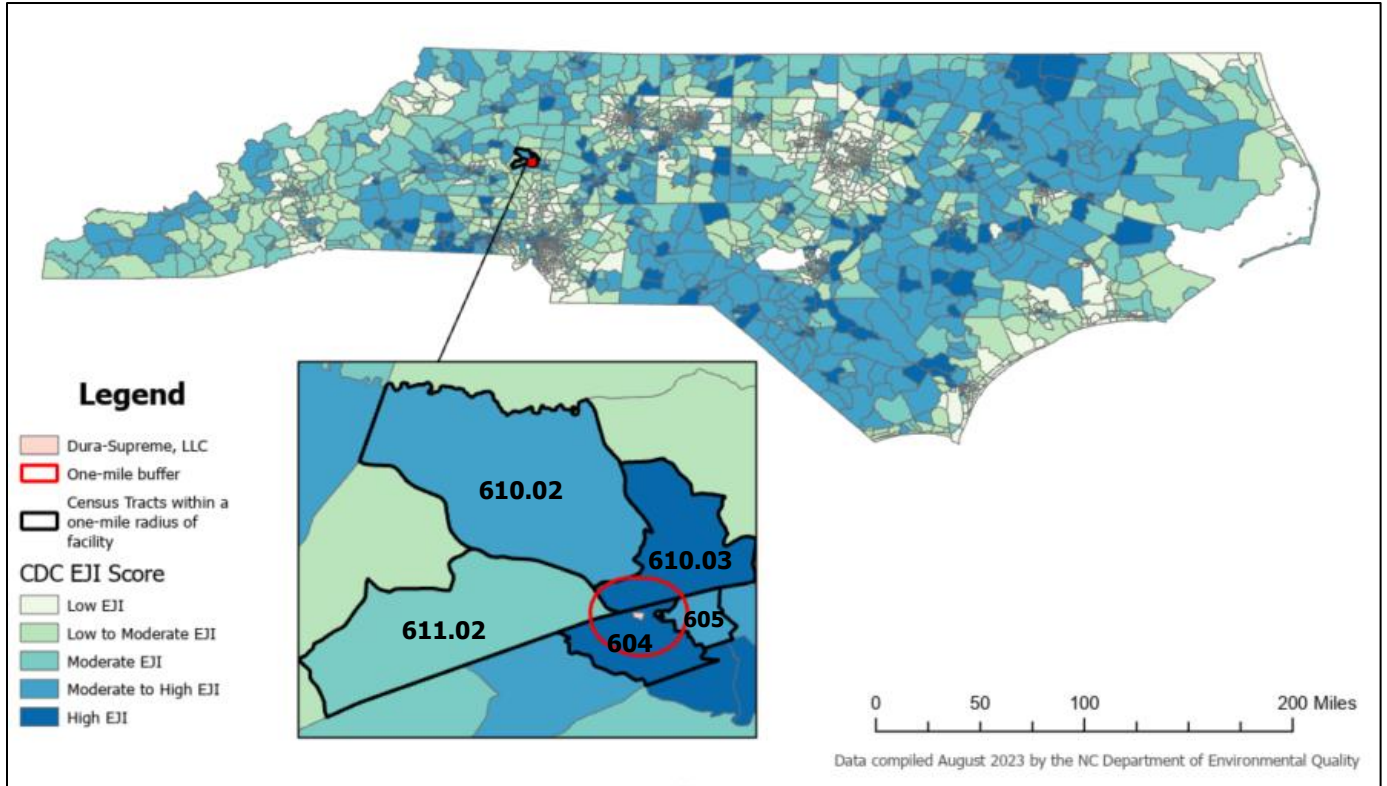 610.02
610.03
605
611.02
604
Legend
Dura-Supreme, LLC
One-mile buffer
Census Tracts within a
one-mile radius of
facility
CDC EJI Score
Low EJI
Low to Moderate EJI
Moderate EJI
Moderate to High EJI
High EJI
0 50 100 200 Miles
Data compiled August 2023 by the NC Department of Environmental Quality